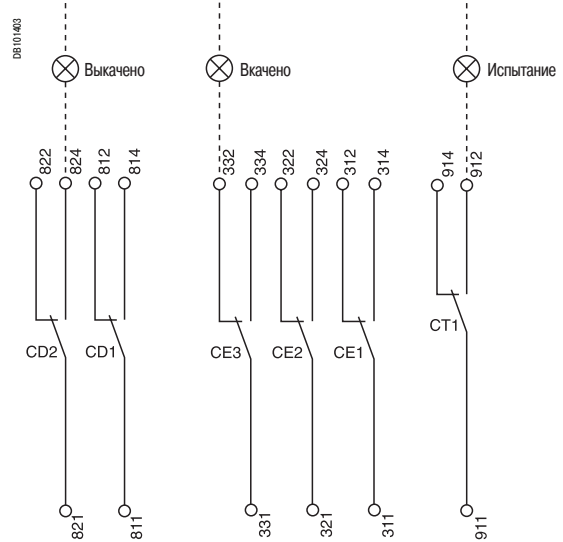 DB101403
Выкачено
Вкачено
Испытание
822 824 812 814
332 334 322 324 312 314
914 912
CD2 CD1
CE3 CE2 CE1
CT1
821 811
331 321 311
911